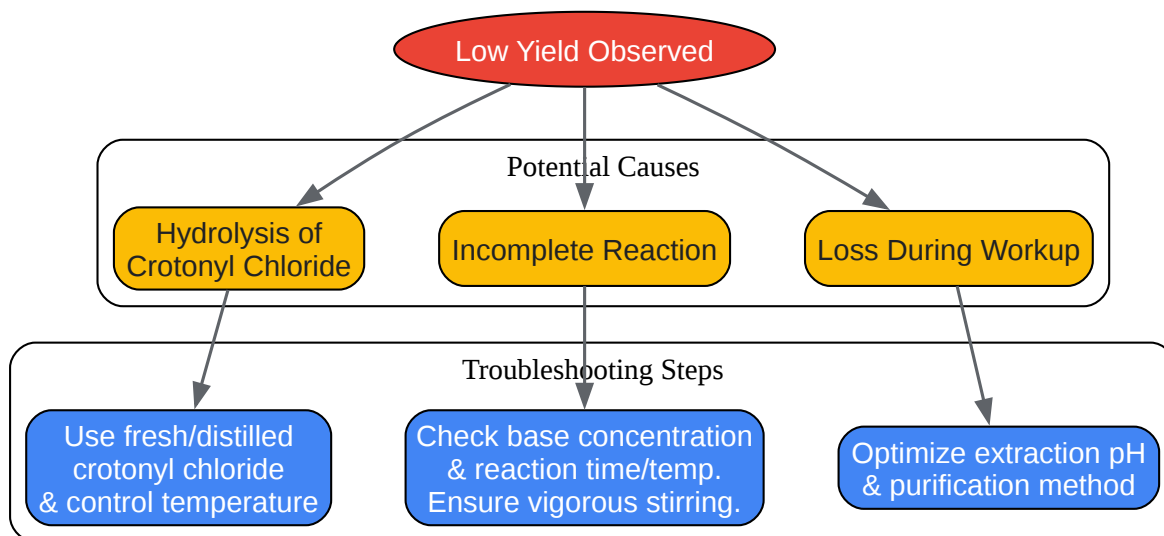 Low Yield Observed
Potential Causes
Hydrolysis of
Crotonyl Chloride
Incomplete Reaction
Loss During Workup
Troubleshooting Steps
Use fresh/distilled
crotonyl chloride
& control temperature
Check base concentration
& reaction time/temp.
Ensure vigorous stirring.
Optimize extraction pH
& purification method